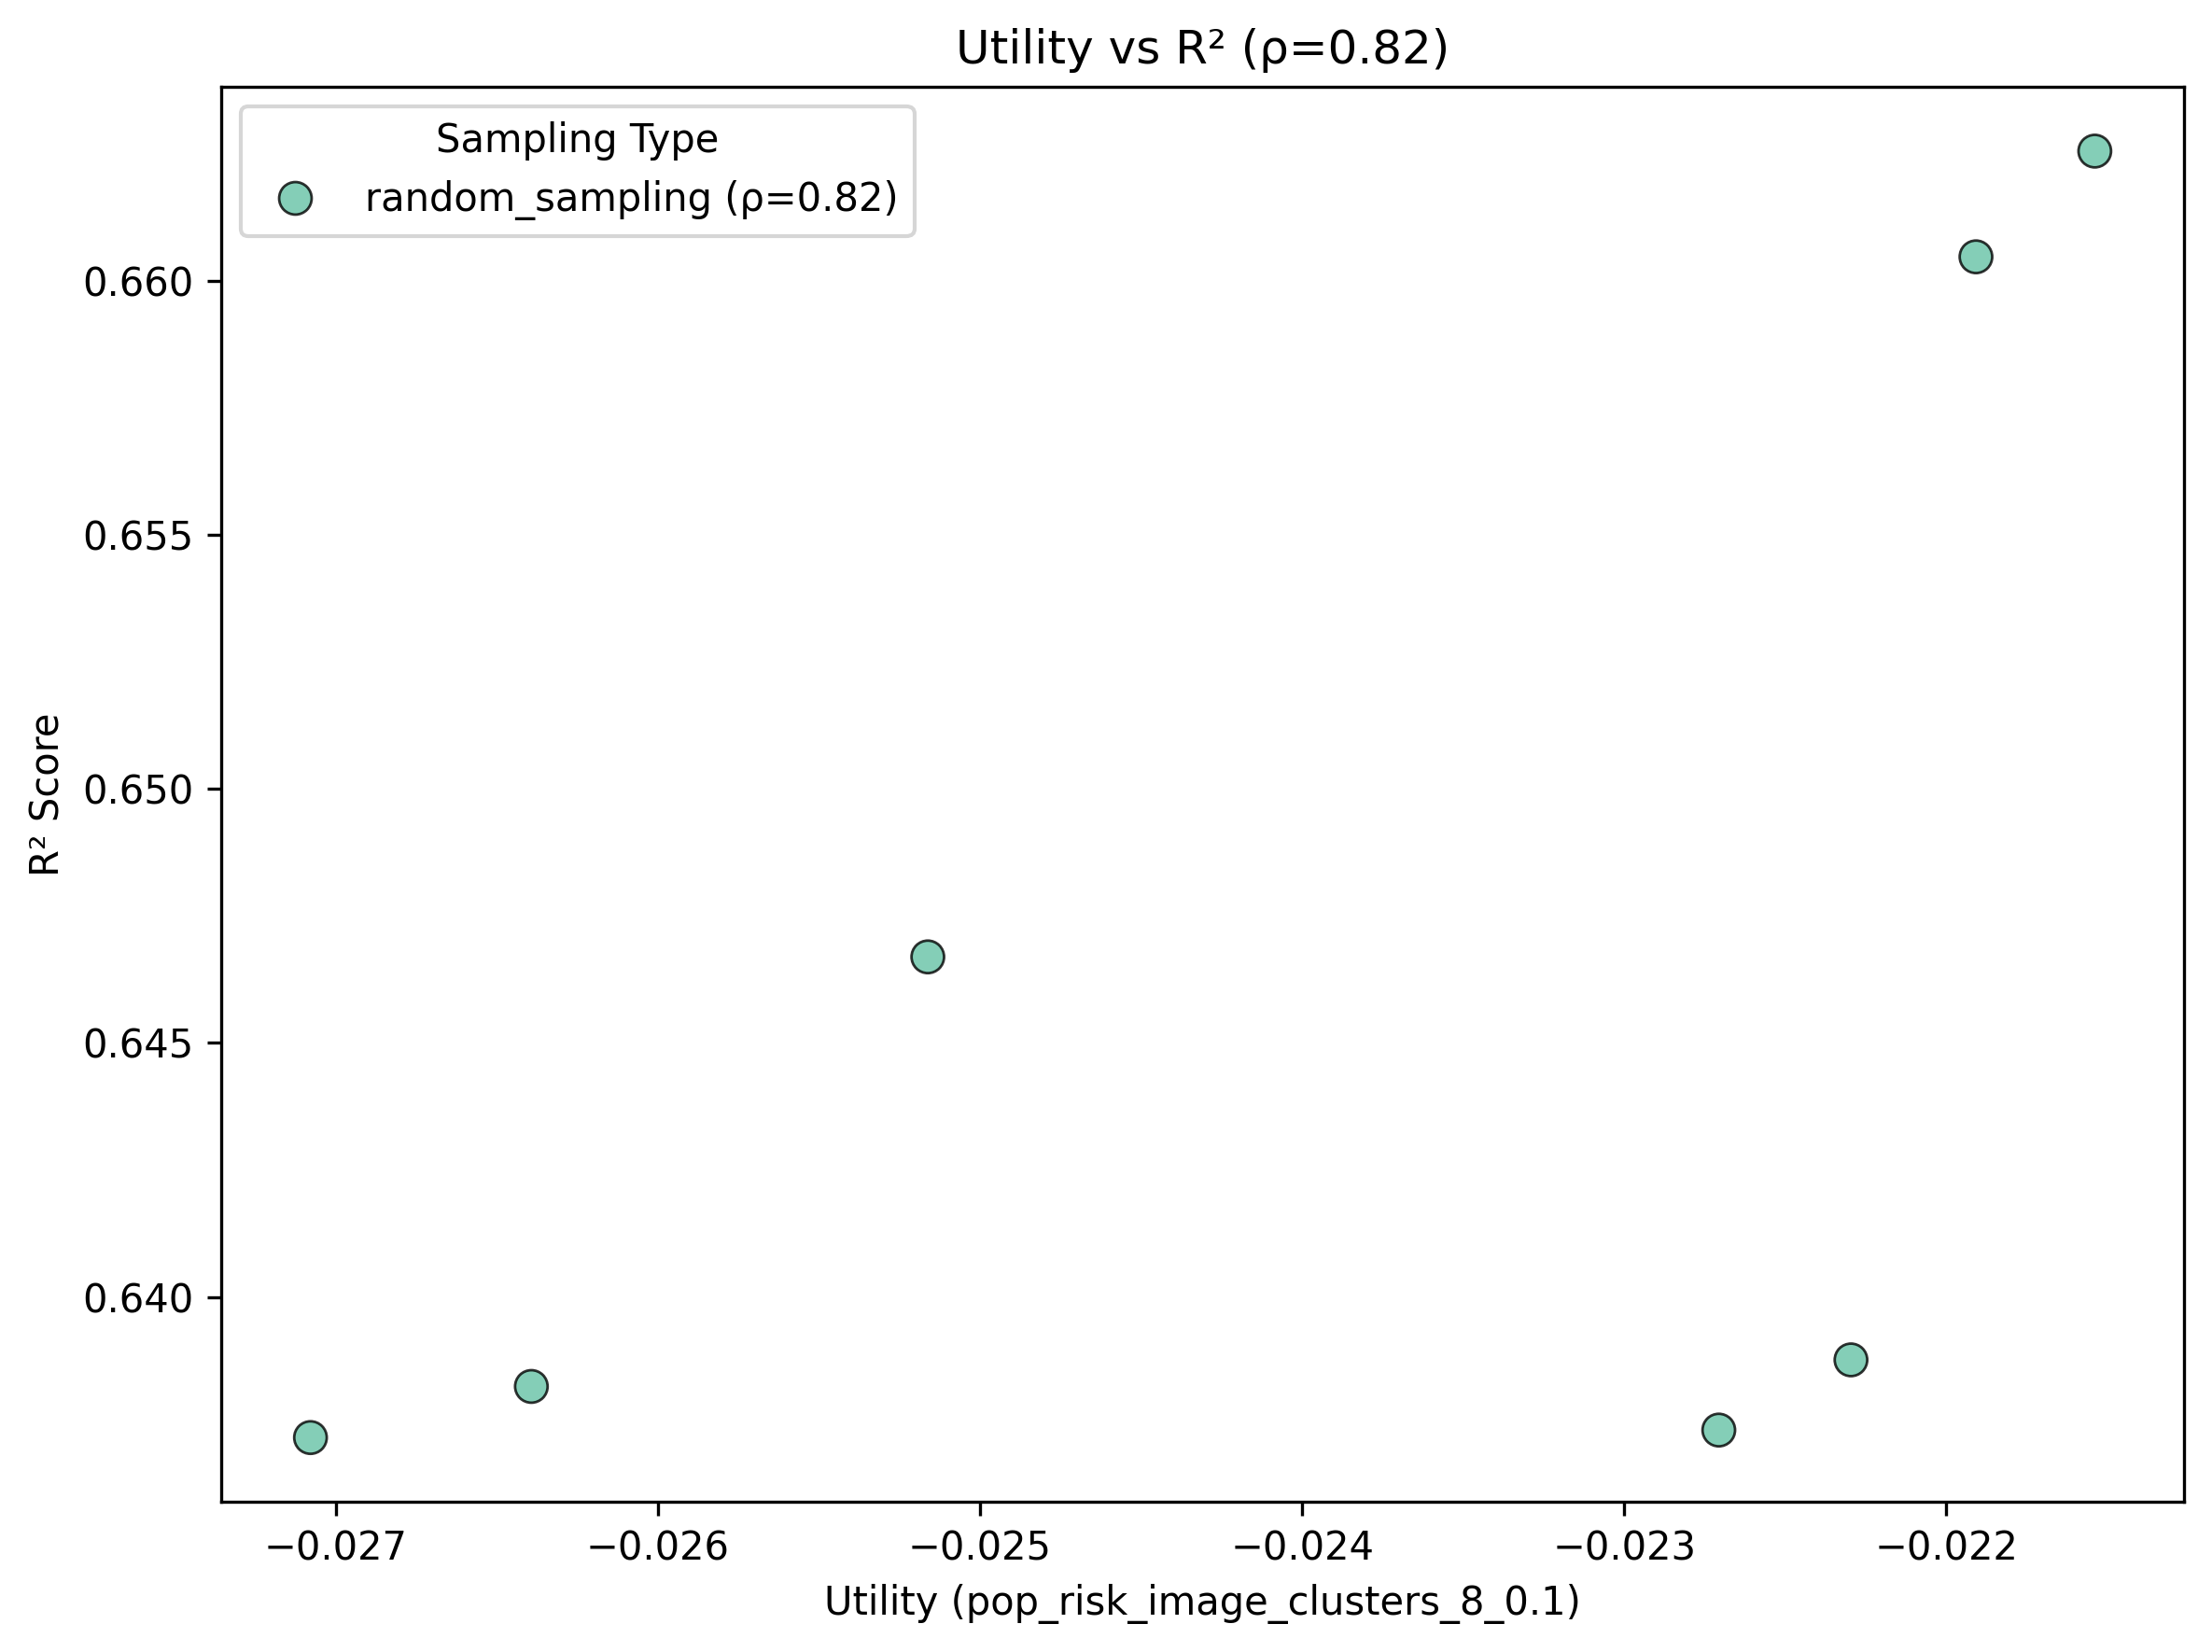 Utility vs R² (ρ=0.82)
Sampling Type
random_sampling (ρ=0.82)
R² Score
0.660
0.655
0.650
0.645
0.640
−0.027
−0.026
−0.025
−0.024
−0.023
−0.022
Utility (pop_risk_image_clusters_8_0.1)